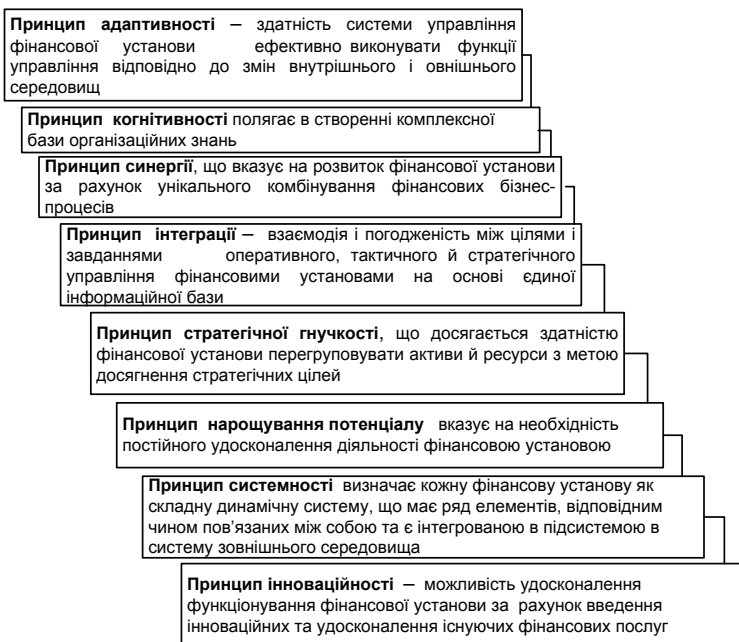 Принцип адаптивності – здатність системи управління
фінансової установи ефективно виконувати функції
управління відповідно до змін внутрішнього і овнішнього
середовищ
Принцип когнітивності полягає в створенні комплексної
бази організаційних знань
Принцип синергії, що вказує на розвиток фінансової установи
за рахунок унікального комбінування фінансових бізнес-
процесів
Принцип інтеграції – взаємодія і погодженість між цілями і
завданнями оперативного, тактичного й стратегічного
управління фінансовими установами на основі єдиної
інформаційної бази
Принцип стратегічної гнучкості, що досягається здатністю
фінансової установи перегруповувати активи й ресурси з метою
досягнення стратегічних цілей
Принцип нарощування потенціалу вказує на необхідність
постійного удосконалення діяльності фінансовою установою
Принцип системності визначає кожну фінансову установу як
складну динамічну систему, що має ряд елементів, відповідним
чином пов’язаних між собою та є інтегрованою в підсистемою в
систему зовнішнього середовища
Принцип інноваційності – можливість удосконалення
функціонування фінансової установи за рахунок введення
інноваційних та удосконалення існуючих фінансових послуг